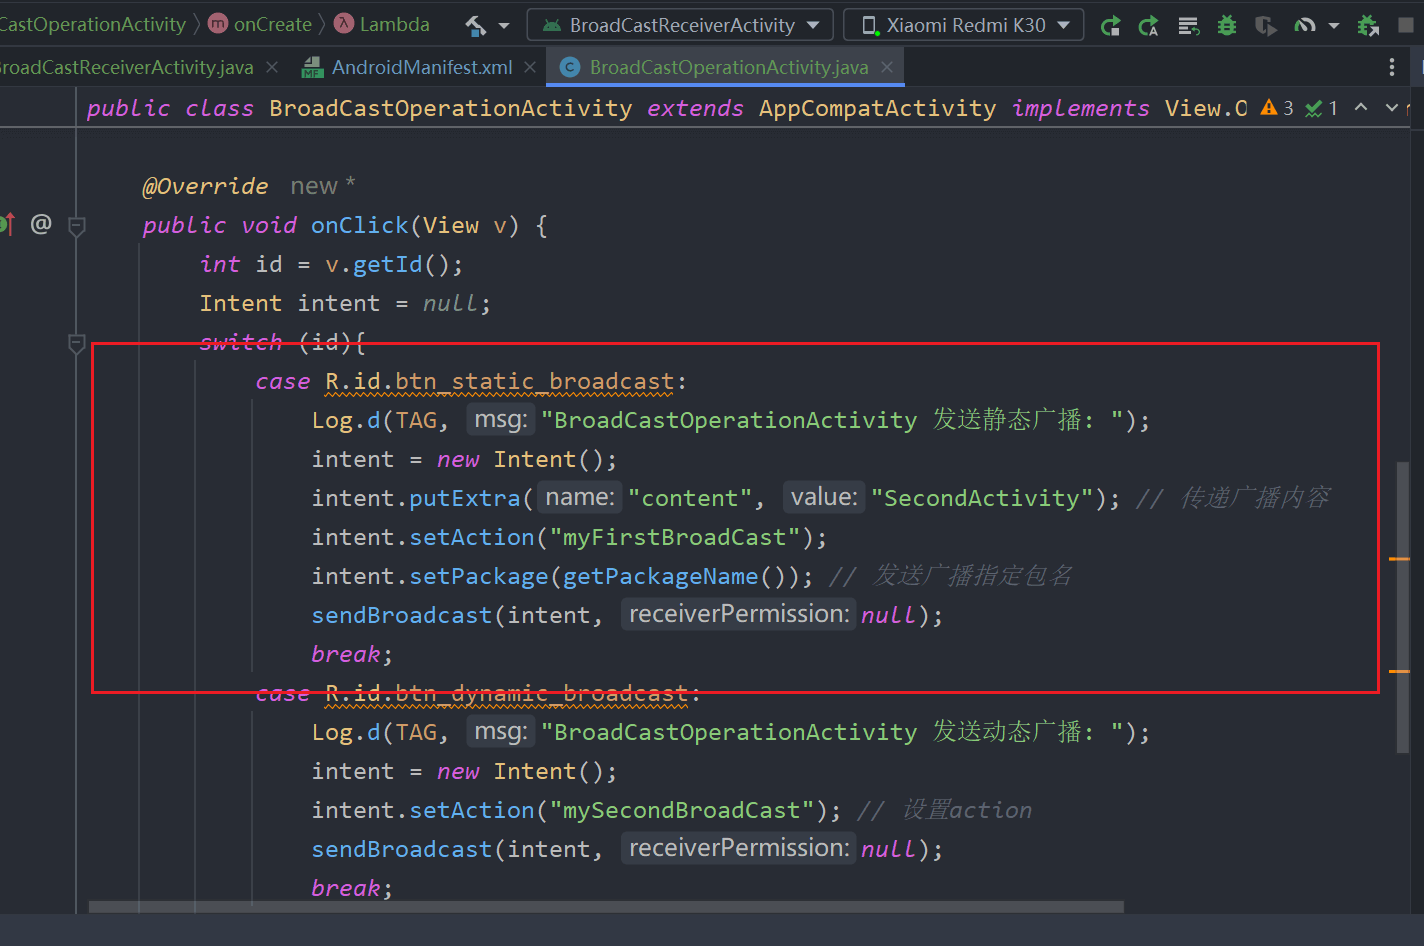 CastOperationActivity onCreate Lambda BroadCastReceiverActivity Xiaomi Redmi K30
roadCastReceiverActivity.java AndroidManifest.xml BroadCastOperationActivity.java
public class BroadCastOperationActivity extends AppCompatActivity implements View.O 3 1
@Override new *
public void onClick(View v) {
int id = v.getId();
Intent intent = null;
switch (id){
case R.id.btn_static_broadcast:
Log.d(TAG, msg: "BroadCastOperationActivity 发送静态广播: ");
intent = new Intent();
intent.putExtra( name: "content", value: "SecondActivity"); // 传递广播内容
intent.setAction("myFirstBroadCast");
intent.setPackage(getPackageName()); // 发送广播指定包名
sendBroadcast(intent, receiverPermission: null);
break;
case R.id.btn_dynamic_broadcast:
Log.d(TAG, msg: "BroadCastOperationActivity 发送动态广播: ");
intent = new Intent();
intent.setAction("mySecondBroadCast"); // 设置action
sendBroadcast(intent, receiverPermission: null);
break;